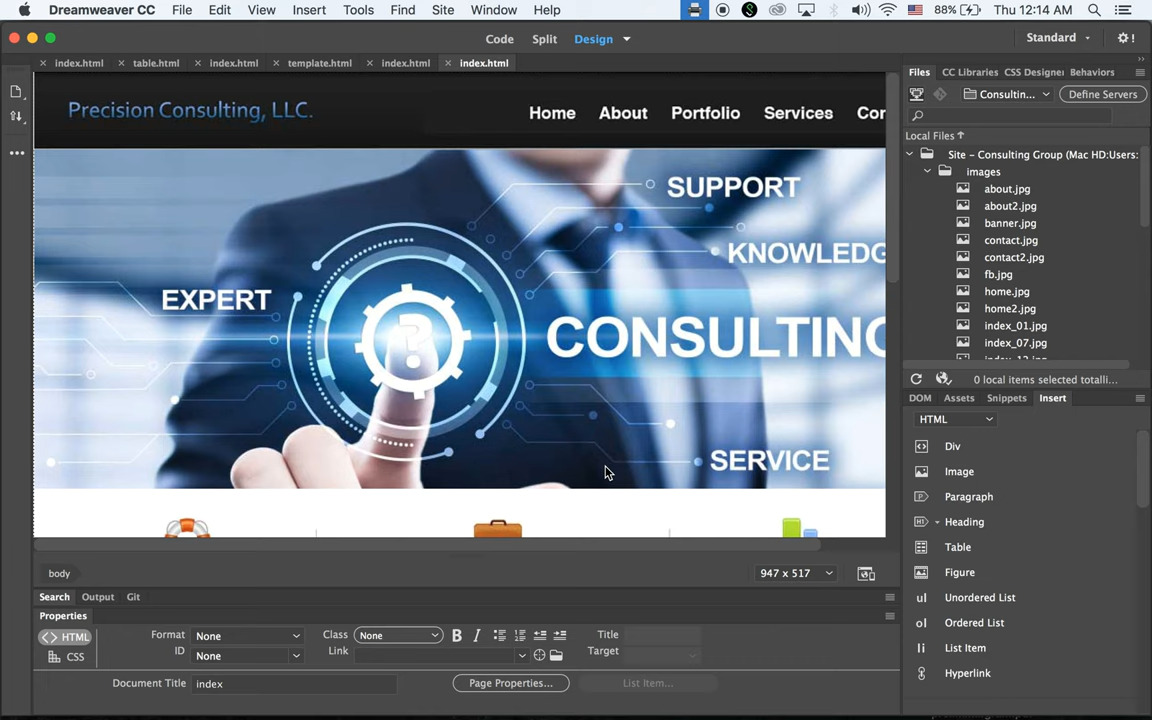 Dreamweaver CC File Edit View Insert Tools Find Site Window Help 88% Thu 12:14 AM
Code Split Design Standard
index.html table.html index.html template.html index.html index.html
Files CC Libraries CSS Designer Behaviors
Consultin... Define Servers
Local Files
Site – Consulting Group (Mac HD:Users:
images
about.jpg
about2.jpg
banner.jpg
contact.jpg
contact2.jpg
fb.jpg
home.jpg
home2.jpg
index_01.jpg
index_07.jpg
0 local items selected totalli...
Precision Consulting, LLC. Home About Portfolio Services Cor
SUPPORT
KNOWLEDG
EXPERT
CONSULTING
SERVICE
DOM Assets Snippets Insert
HTML
Div
Image
Paragraph
H1 Heading
Table
Figure
ul Unordered List
ol Ordered List
li List Item
Hyperlink
body 947 x 517
Search Output Git
Properties
<> HTML Format None Class None B I Title
CSS ID None Link Target
Document Title index Page Properties... List Item...